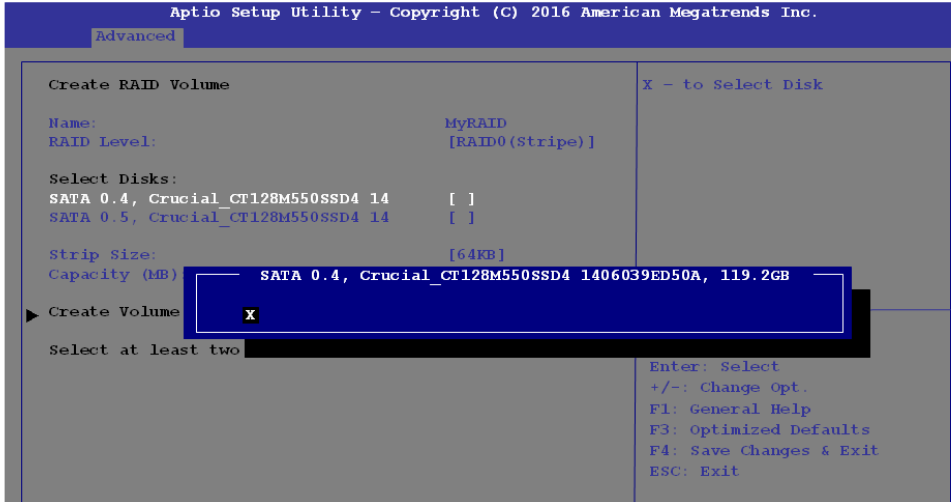 Aptio Setup Utility – Copyright (C) 2016 American Megatrends Inc.
Advanced
Create RAID Volume
X – to Select Disk
Name: MyRAID
RAID Level: [RAID0(Stripe)]
Select Disks:
SATA 0.4, Crucial_CT128M550SSD4 14 [ ]
SATA 0.5, Crucial_CT128M550SSD4 14 [ ]
Strip Size: [64KB]
Capacity (MB):
SATA 0.4, Crucial_CT128M550SSD4 1406039ED50A, 119.2GB
X
Create Volume
Select at least two
Enter: Select
+/-: Change Opt.
F1: General Help
F3: Optimized Defaults
F4: Save Changes & Exit
ESC: Exit